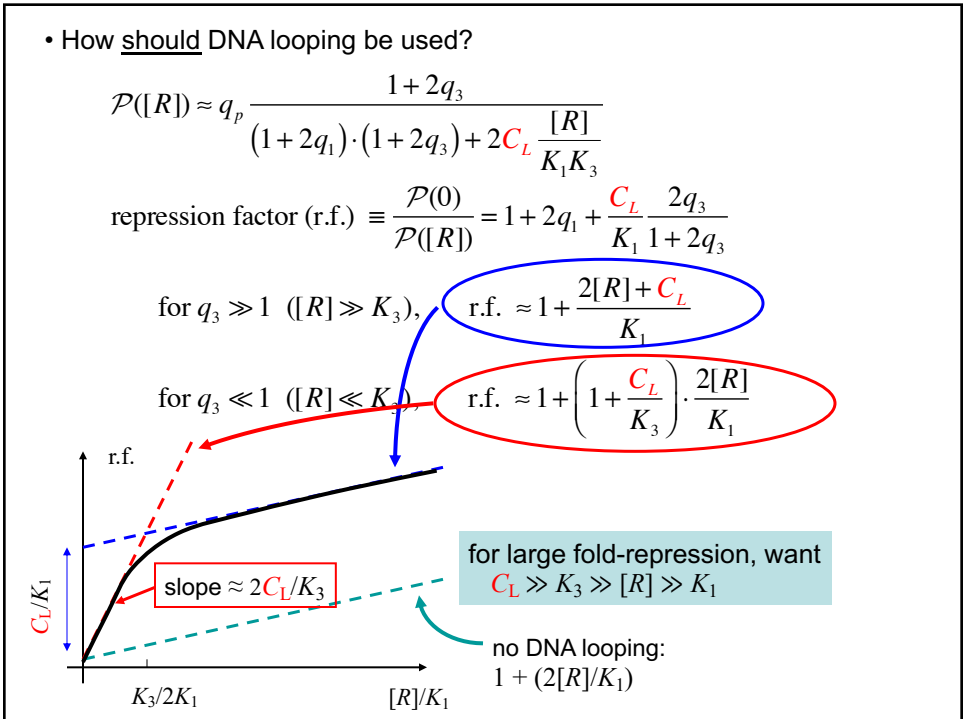 • How should DNA looping be used?
𝒫([R]) ≈ q_p (1 + 2q_3) / ((1 + 2q_1)·(1 + 2q_3) + 2C_L [R]/(K_1K_3))
repression factor (r.f.) ≡ 𝒫(0)/𝒫([R]) = 1 + 2q_1 + (C_L/K_1) (2q_3/(1 + 2q_3))
for q_3 ≫ 1 ([R] ≫ K_3), r.f. ≈ 1 + (2[R] + C_L)/K_1
for q_3 ≪ 1 ([R] ≪ K_3), r.f. ≈ 1 + (1 + C_L/K_3) · 2[R]/K_1
r.f.
C_L/K_1
slope ≈ 2C_L/K_3
for large fold-repression, want
C_L ≫ K_3 ≫ [R] ≫ K_1
no DNA looping:
1 + (2[R]/K_1)
K_3/2K_1
[R]/K_1